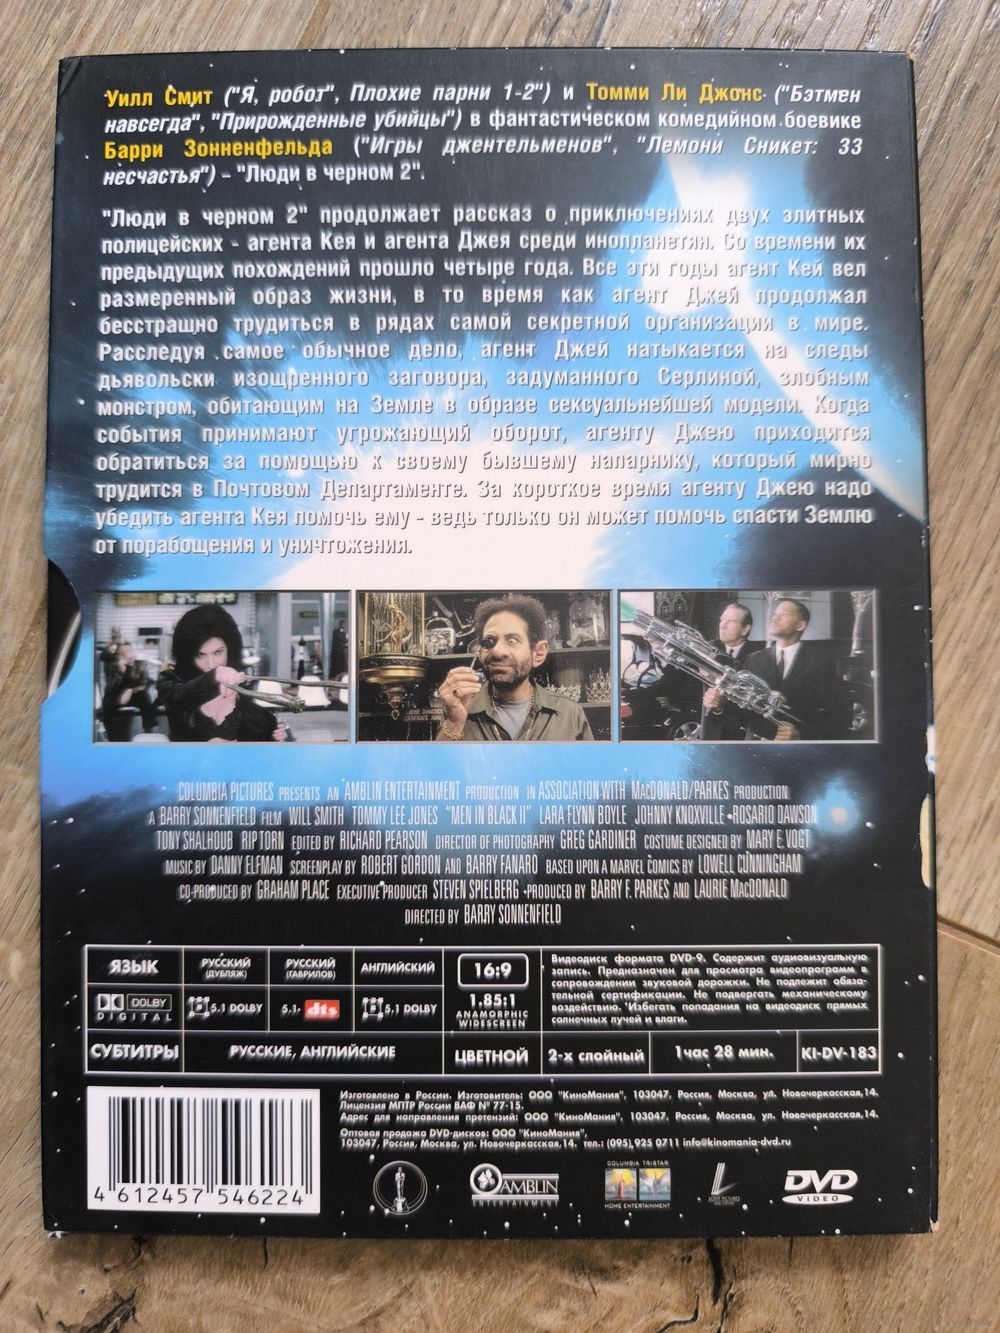 Уилл Смит ("Я, робот", Плохие парни 1-2") и Томми Ли Джонс ("Бэтмен
навсегда", "Прирожденные убийцы") в фантастическом комедийном боевике
Барри Зонненфельда ("Игры джентельменов", "Лемони Сникет: 33
несчастья") - "Люди в черном 2".
"Люди в черном 2" продолжает рассказ о приключениях двух элитных
полицейских - агента Кея и агента Джея среди инопланетян. Со времени их
предыдущих похождений прошло четыре года. Все эти годы агент Кей вел
размеренный образ жизни, в то время как агент Джей продолжал
бесстрашно трудиться в рядах самой секретной организации в мире.
Расследуя самое обычное дело, агент Джей натыкается на следы
дьявольски изощренного заговора, задуманного Серлиной, злобным
монстром, обитающим на Земле в образе сексуальнейшей модели. Когда
события принимают угрожающий оборот, агенту Джею приходится
обратиться за помощью к своему бывшему напарнику, который мирно
трудится в Почтовом Департаменте. За короткое время агенту Джею надо
убедить агента Кея помочь ему - ведь только он может помочь спасти Землю
от порабощения и уничтожения.
COLUMBIA PICTURES PRESENTS AN AMBLIN ENTERTAINMENT PRODUCTION IN ASSOCIATION WITH MACDONALD/PARKES PRODUCTION
A BARRY SONNENFIELD FILM WILL SMITH TOMMY LEE JONES "MEN IN BLACK II" LARA FLYNN BOYLE JOHNNY KNOXVILLE ROSARIO DAWSON
TONY SHALHOUB RIP TORN EDITED BY RICHARD PEARSON DIRECTOR OF PHOTOGRAPHY GREG GARDINER COSTUME DESIGNED BY MARY E. VOGT
MUSIC BY DANNY ELFMAN SCREENPLAY BY ROBERT GORDON AND BARRY FANARO BASED UPON A MARVEL COMICS BY LOWELL CUNNINGHAM
CO-PRODUCED BY GRAHAM PLACE EXECUTIVE PRODUCER STEVEN SPIELBERG PRODUCED BY BARRY F. PARKES AND LAURIE MACDONALD
DIRECTED BY BARRY SONNENFIELD
ЯЗЫК РУССКИЙ (ДУБЛЯЖ) РУССКИЙ (ГАВРИЛОВ) АНГЛИЙСКИЙ
DOLBY DIGITAL 5.1 DOLBY 5.1 dts 5.1 DOLBY
16:9
1.85:1
ANAMORPHIC
WIDESCREEN
Видеодиск формата DVD-9. Содержит аудиовизуальную
запись. Предназначен для просмотра видеопрограмм в
сопровождении звуковой дорожки. Не подлежит обяза-
тельной сертификации. Не подвергать механическому
воздействию. Избегать попадания на видеодиск прямых
солнечных лучей и влаги.
СУБТИТРЫ РУССКИЕ, АНГЛИЙСКИЕ ЦВЕТНОЙ 2-х слойный 1час 28 мин. KI-DV-183
Изготовлено в России. Изготовитель: ООО "КиноМания", 103047, Россия, Москва, ул. Новочеркасская,14.
Лицензия МПТР России ВАФ № 77-15.
Адрес для направления претензий: ООО "КиноМания", 103047, Россия, Москва, ул. Новочеркасская,14.
Оптовая продажа DVD-дисков: ООО "КиноМания",
103047, Россия, Москва, ул. Новочеркасская,14. тел.: (095) 925 0711 info@kinomania-dvd.ru
4 612457 546224
AMBLIN
ENTERTAINMENT
COLUMBIA TRISTAR
HOME ENTERTAINMENT
DVD
VIDEO